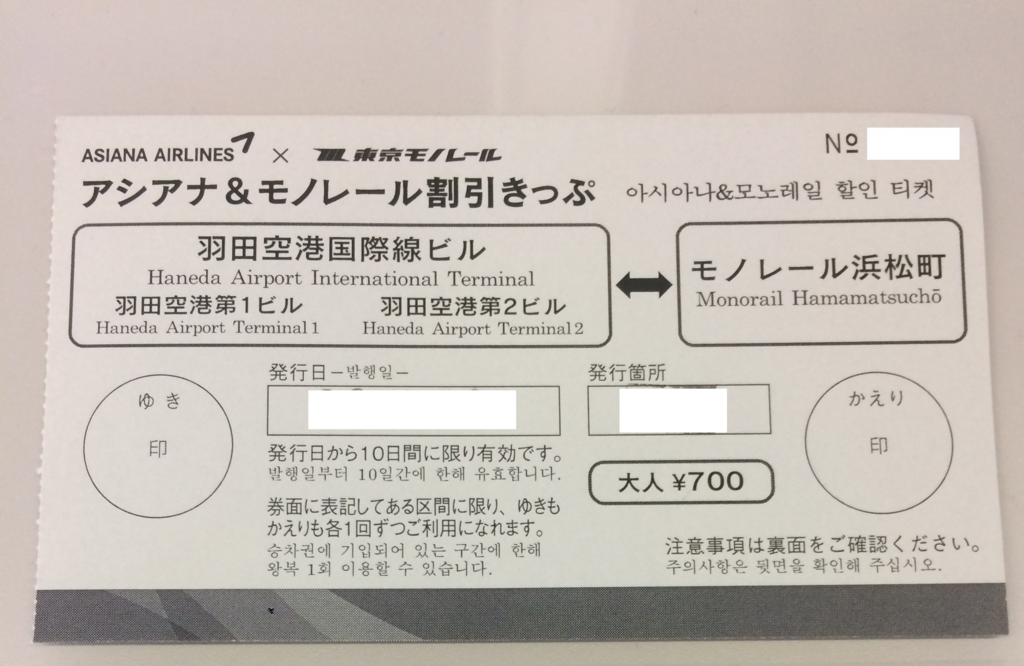 ASIANA AIRLINES × 東京モノレール
Nº
アシアナ&モノレール割引きっぷ 아시아나&모노레일 할인 티켓
羽田空港国際線ビル
Haneda Airport International Terminal
羽田空港第1ビル 羽田空港第2ビル
Haneda Airport Terminal1 Haneda Airport Terminal2
モノレール浜松町
Monorail Hamamatsuchō
ゆき
印
発行日-발행일-
発行箇所
かえり
印
発行日から10日間に限り有効です。
발행일부터 10일간에 한해 유효합니다.
大人 ¥700
券面に表記してある区間に限り、ゆきも
かえりも各1回ずつご利用になれます。
승차권에 기입되어 있는 구간에 한해
왕복 1회 이용할 수 있습니다.
注意事項は裏面をご確認ください。
주의사항은 뒷면을 확인해 주십시오.